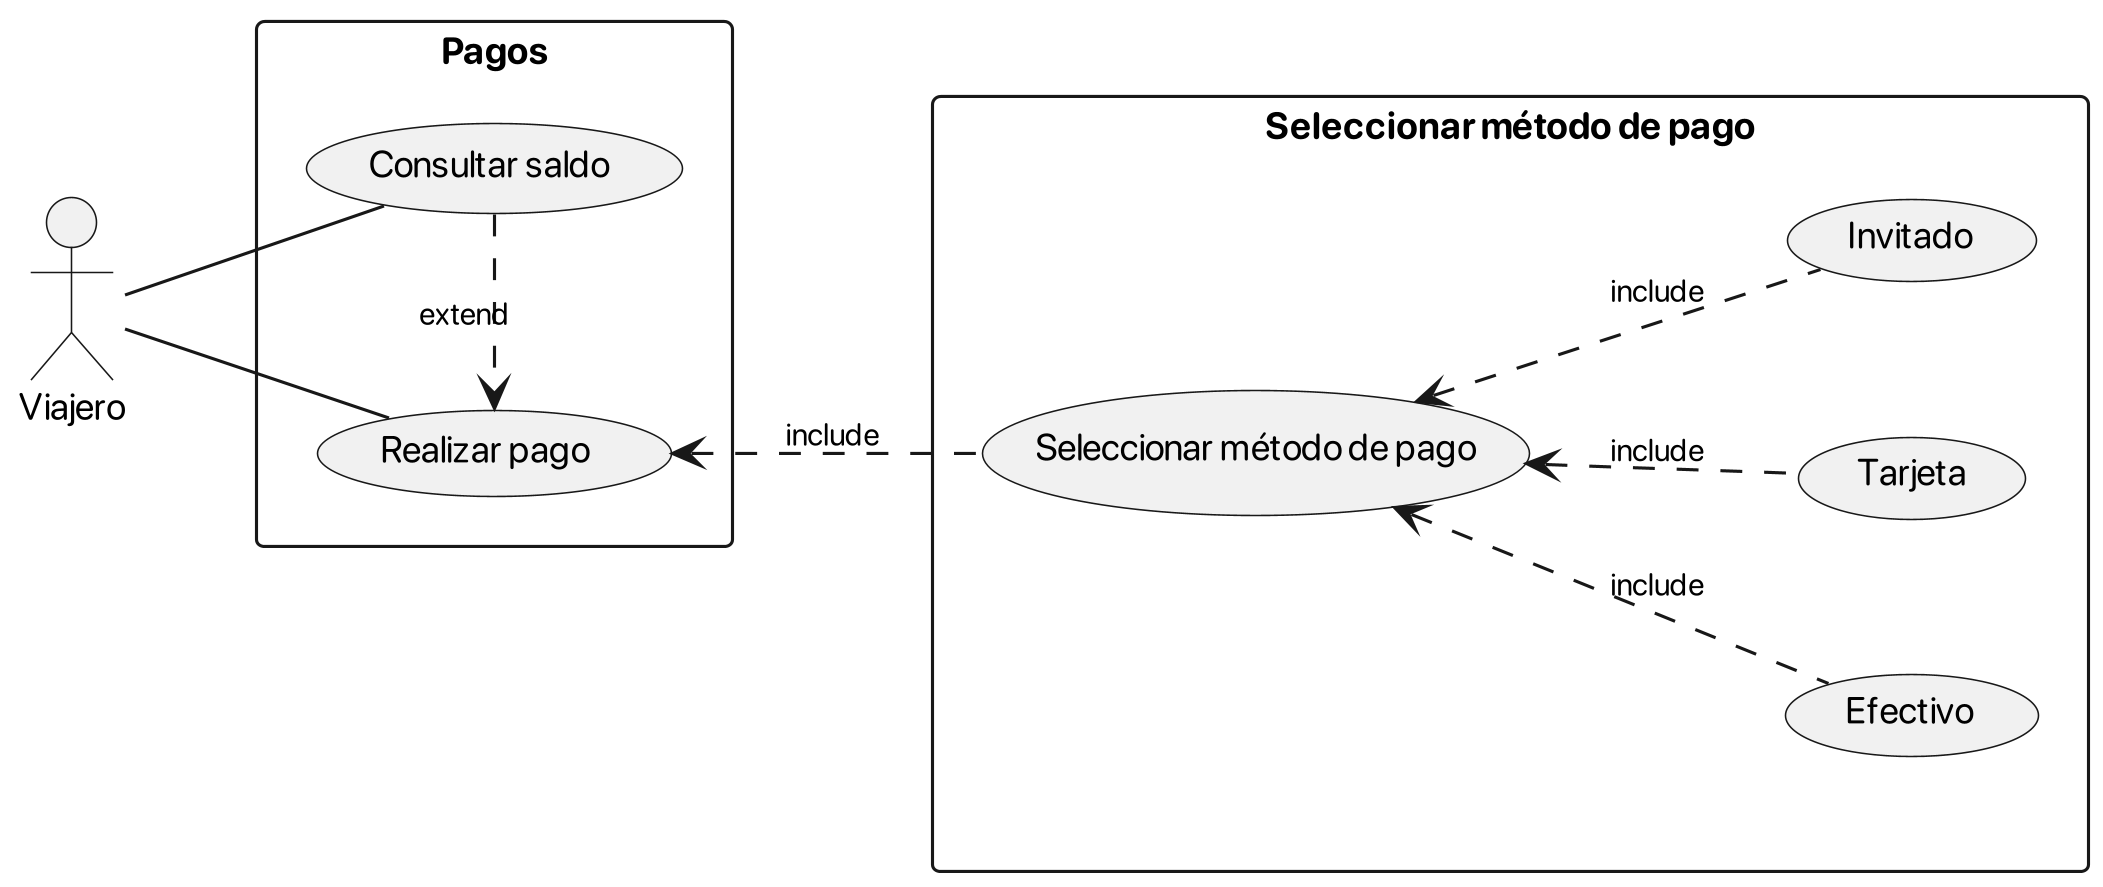 Pagos
Consultar saldo
extend
Viajero
Realizar pago
include
Seleccionar método de pago
Invitado
include
Seleccionar método de pago
include
Tarjeta
include
Efectivo